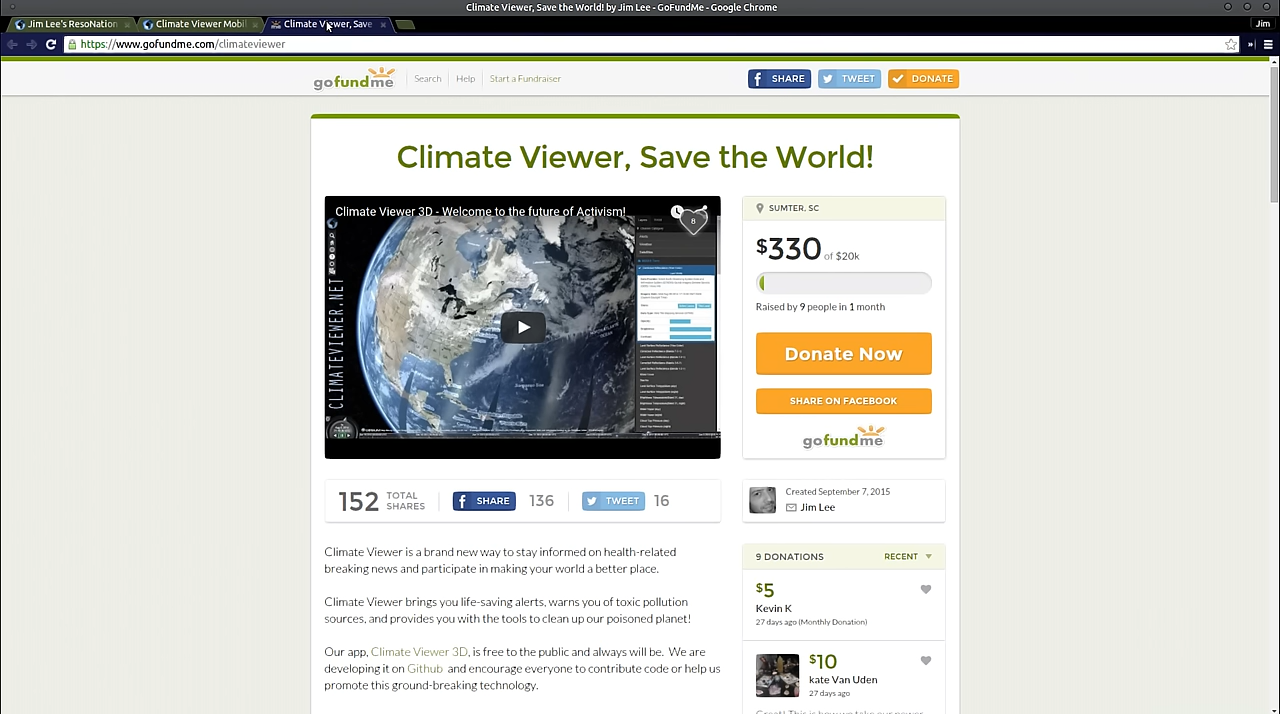 Climate Viewer, Save the World! by Jim Lee - GoFundMe - Google Chrome
Jim Lee's ResoNation
Climate Viewer Mobil
Climate Viewer, Save
Jim
https://www.gofundme.com/climateviewer
gofundme
Search
Help
Start a Fundraiser
SHARE
TWEET
DONATE
Climate Viewer, Save the World!
Climate Viewer 3D - Welcome to the future of Activism!
8
CLIMATEVIEWER.NET
SUMTER, SC
$330 of $20k
Raised by 9 people in 1 month
Donate Now
SHARE ON FACEBOOK
gofundme
152 TOTAL SHARES
SHARE 136
TWEET 16
Created September 7, 2015
Jim Lee
Climate Viewer is a brand new way to stay informed on health-related
breaking news and participate in making your world a better place.
Climate Viewer brings you life-saving alerts, warns you of toxic pollution
sources, and provides you with the tools to clean up our poisoned planet!
Our app, Climate Viewer 3D, is free to the public and always will be. We are
developing it on Github and encourage everyone to contribute code or help us
promote this ground-breaking technology.
9 DONATIONS
RECENT
$5
Kevin K
27 days ago (Monthly Donation)
$10
kate Van Uden
27 days ago